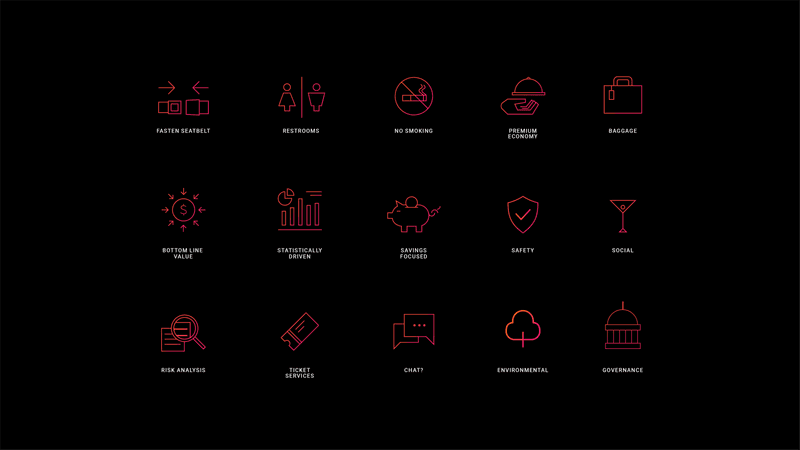 FASTEN SEATBELT
RESTROOMS
NO SMOKING
PREMIUM
ECONOMY
BAGGAGE
BOTTOM LINE
VALUE
STATISTICALLY
DRIVEN
SAVINGS
FOCUSED
SAFETY
SOCIAL
RISK ANALYSIS
TICKET
SERVICES
CHAT?
ENVIRONMENTAL
GOVERNANCE